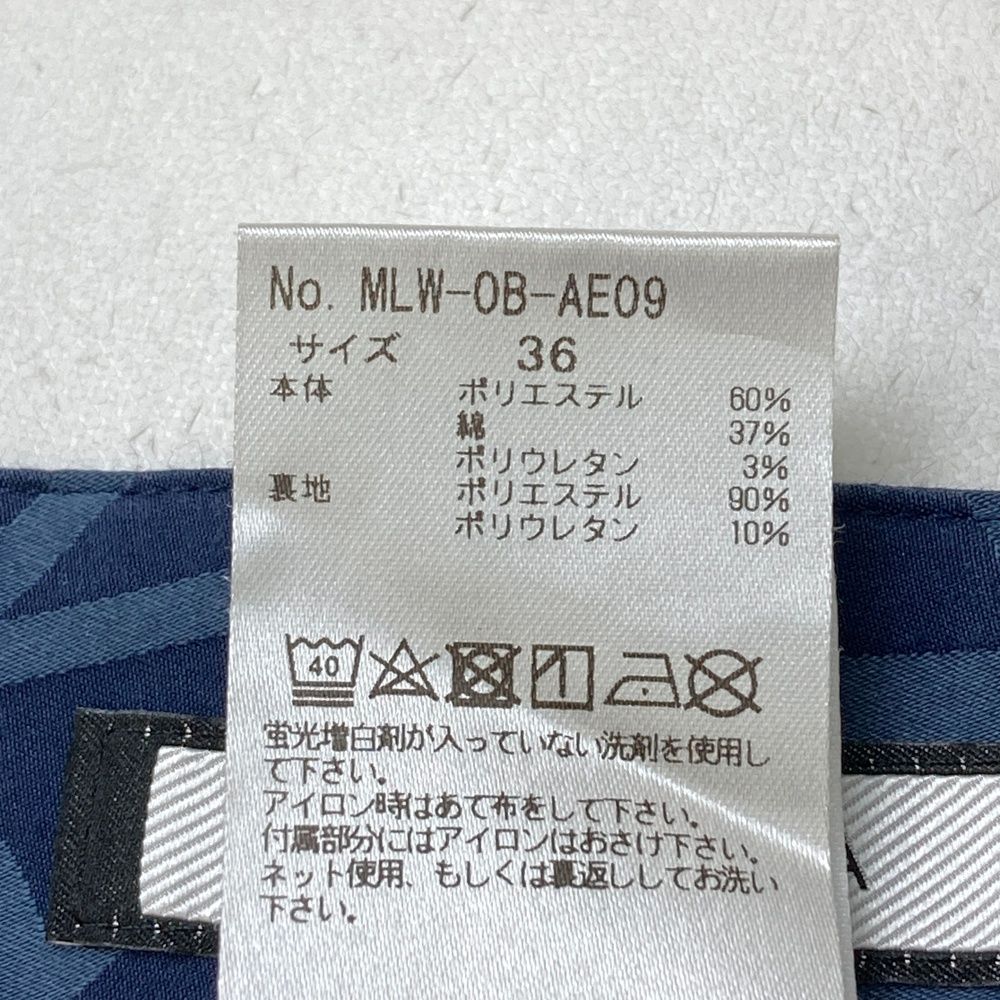 No. MLW-OB-AE09
サイズ 36
本体 ポリエステル 60%
綿 37%
ポリウレタン 3%
裏地 ポリエステル 90%
ポリウレタン 10%
40
蛍光増白剤が入っていない洗剤を使用し
て下さい。
アイロン時はあて布をして下さい。
付属部分にはアイロンはおさけ下さい。
ネット使用、もしくは裏返ししてお洗い
下さい。
A